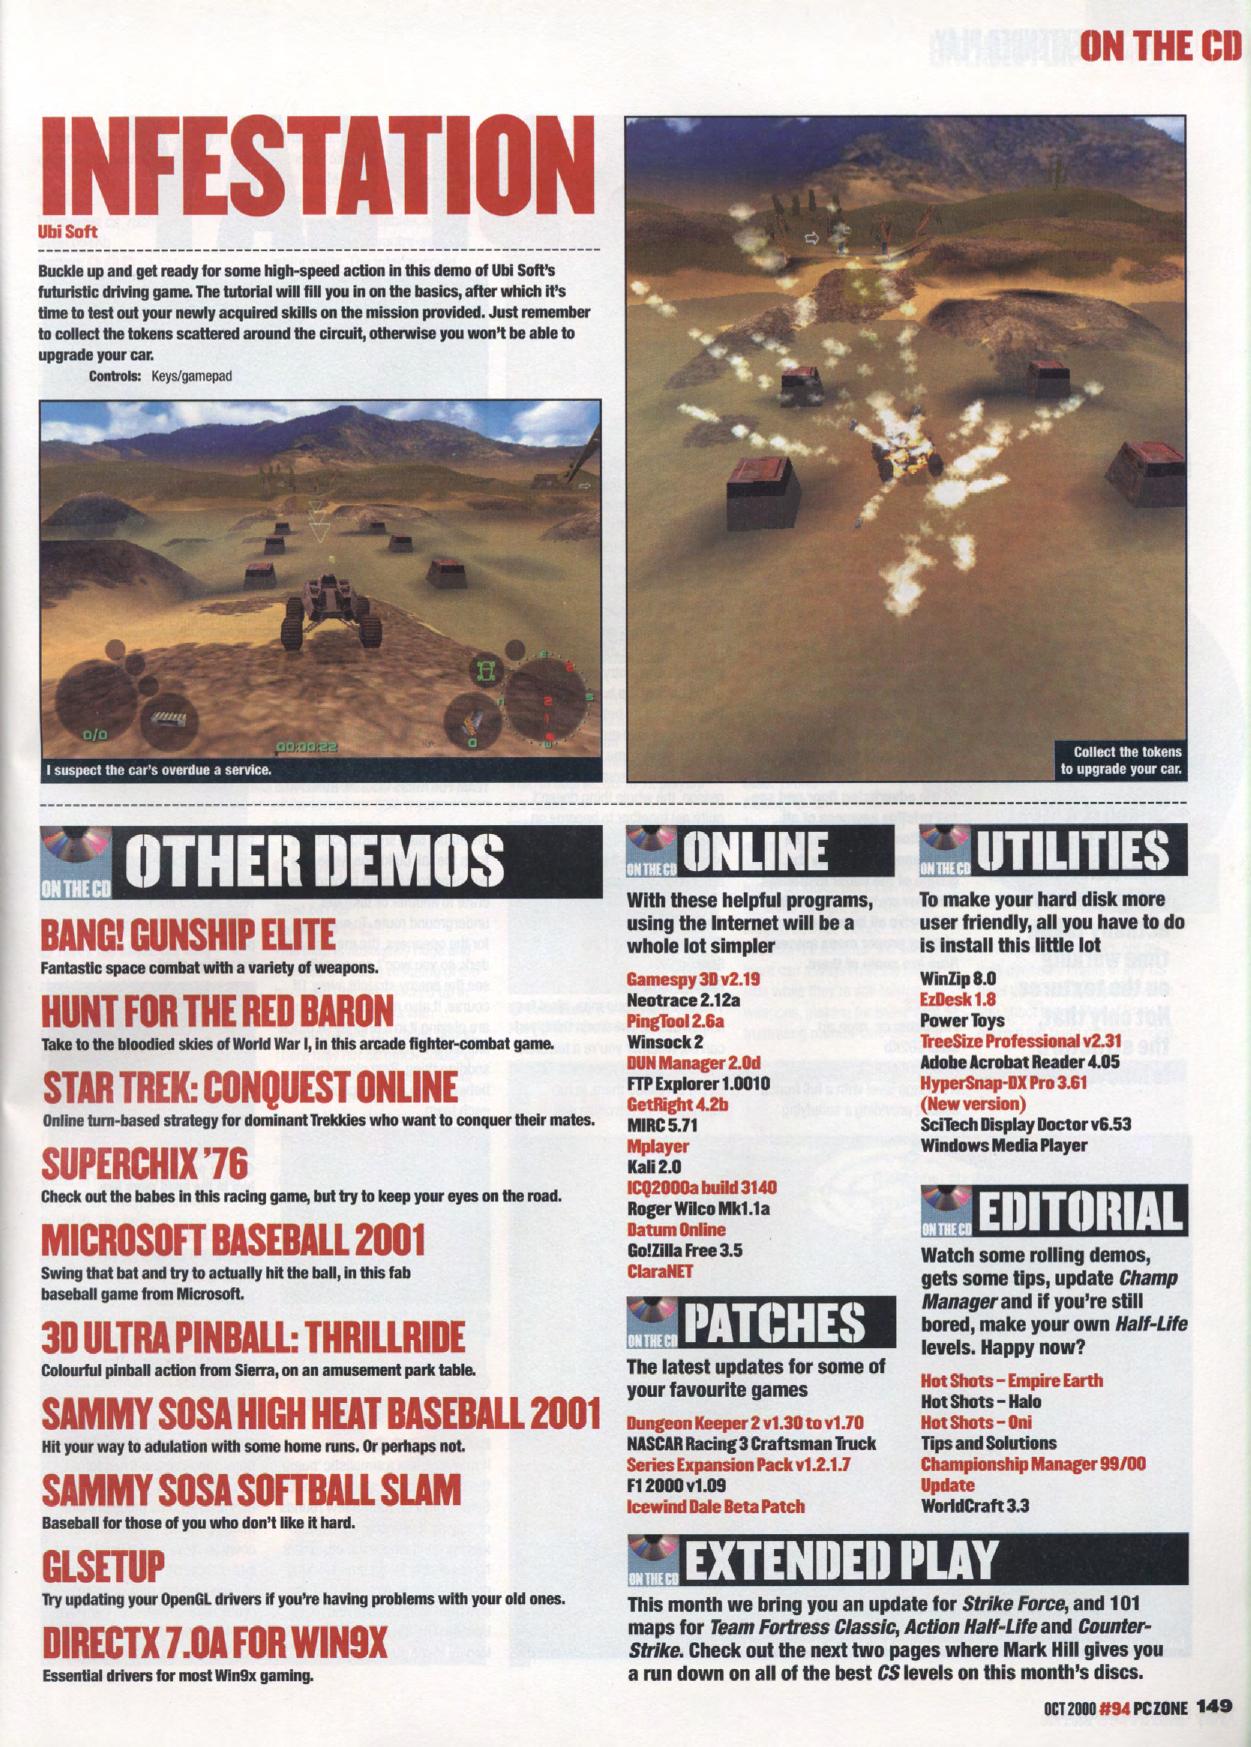 ON THE CD
INFESTATION
Ubi Soft
Buckle up and get ready for some high-speed action in this demo of Ubi Soft's
futuristic driving game. The tutorial will fill you in on the basics, after which it's
time to test out your newly acquired skills on the mission provided. Just remember
to collect the tokens scattered around the circuit, otherwise you won't be able to
upgrade your car.
Controls: Keys/gamepad
0/0
00:00:22
0
I suspect the car's overdue a service.
Collect the tokens
to upgrade your car.
ON THE CD
OTHER DEMOS
BANG! GUNSHIP ELITE
Fantastic space combat with a variety of weapons.
HUNT FOR THE RED BARON
Take to the bloodied skies of World War I, in this arcade fighter-combat game.
STAR TREK: CONQUEST ONLINE
Online turn-based strategy for dominant Trekkies who want to conquer their mates.
SUPERCHIX '76
Check out the babes in this racing game, but try to keep your eyes on the road.
MICROSOFT BASEBALL 2001
Swing that bat and try to actually hit the ball, in this fab
baseball game from Microsoft.
3D ULTRA PINBALL: THRILLRIDE
Colourful pinball action from Sierra, on an amusement park table.
SAMMY SOSA HIGH HEAT BASEBALL 2001
Hit your way to adulation with some home runs. Or perhaps not.
SAMMY SOSA SOFTBALL SLAM
Baseball for those of you who don't like it hard.
GLSETUP
Try updating your OpenGL drivers if you're having problems with your old ones.
DIRECTX 7.0A FOR WIN9X
Essential drivers for most Win9x gaming.
ON THE CD
ONLINE
With these helpful programs,
using the Internet will be a
whole lot simpler
Gamespy 3D v2.19
Neotrace 2.12a
PingTool 2.6a
Winsock 2
DUN Manager 2.0d
FTP Explorer 1.0010
GetRight 4.2b
MIRC 5.71
Mplayer
Kali 2.0
ICQ2000a build 3140
Roger Wilco Mk1.1a
Datum Online
Go!Zilla Free 3.5
ClaraNET
ON THE CD
PATCHES
The latest updates for some of
your favourite games
Dungeon Keeper 2 v1.30 to v1.70
NASCAR Racing 3 Craftsman Truck
Series Expansion Pack v1.2.1.7
F1 2000 v1.09
Icewind Dale Beta Patch
ON THE CD
UTILITIES
To make your hard disk more
user friendly, all you have to do
is install this little lot
WinZip 8.0
EzDesk 1.8
Power Toys
TreeSize Professional v2.31
Adobe Acrobat Reader 4.05
HyperSnap-DX Pro 3.61
(New version)
SciTech Display Doctor v6.53
Windows Media Player
ON THE CD
EDITORIAL
Watch some rolling demos,
gets some tips, update Champ
Manager and if you're still
bored, make your own Half-Life
levels. Happy now?
Hot Shots – Empire Earth
Hot Shots – Halo
Hot Shots – Oni
Tips and Solutions
Championship Manager 99/00
Update
WorldCraft 3.3
ON THE CD
EXTENDED PLAY
This month we bring you an update for Strike Force, and 101
maps for Team Fortress Classic, Action Half-Life and Counter-
Strike. Check out the next two pages where Mark Hill gives you
a run down on all of the best CS levels on this month's discs.
OCT 2000 #94 PC ZONE 149